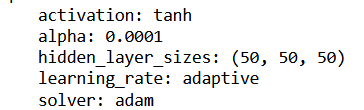 activation: tanh
alpha: 0.0001
hidden_layer_sizes: (50, 50, 50)
learning_rate: adaptive
solver: adam